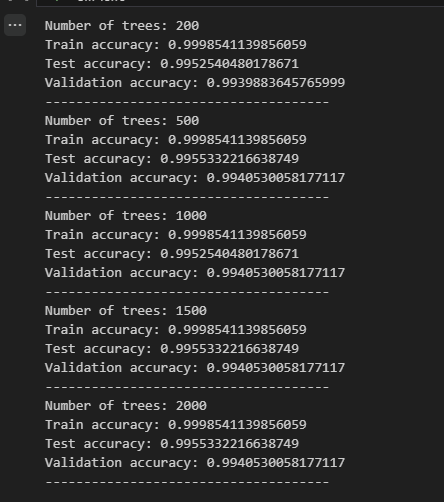 Number of trees: 200
Train accuracy: 0.9998541139856059
Test accuracy: 0.9952540480178671
Validation accuracy: 0.9939883645765999
------------------------------------
Number of trees: 500
Train accuracy: 0.9998541139856059
Test accuracy: 0.9955332216638749
Validation accuracy: 0.9940530058177117
------------------------------------
Number of trees: 1000
Train accuracy: 0.9998541139856059
Test accuracy: 0.9952540480178671
Validation accuracy: 0.9940530058177117
------------------------------------
Number of trees: 1500
Train accuracy: 0.9998541139856059
Test accuracy: 0.9955332216638749
Validation accuracy: 0.9940530058177117
------------------------------------
Number of trees: 2000
Train accuracy: 0.9998541139856059
Test accuracy: 0.9955332216638749
Validation accuracy: 0.9940530058177117
------------------------------------